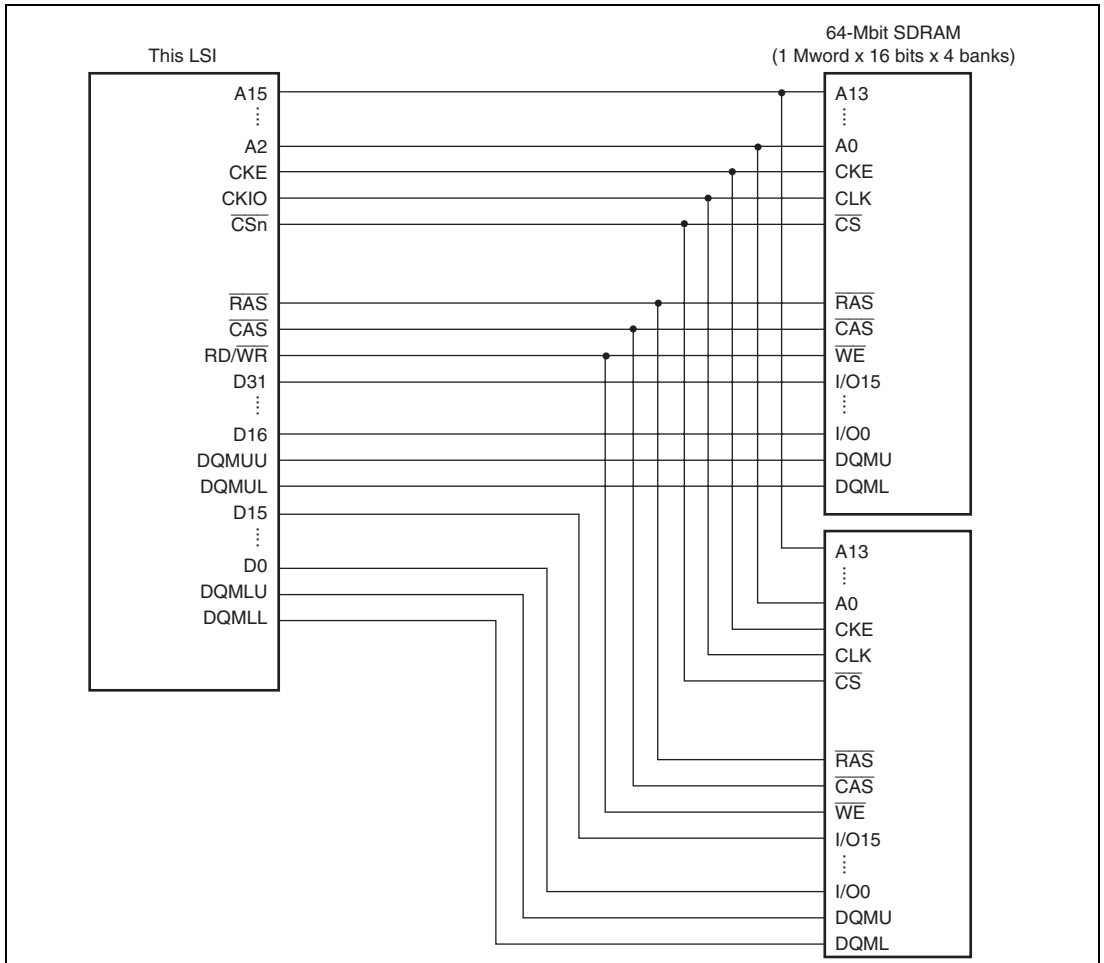 This LSI
A15
A2
CKE
CKIO
CSn
RAS
CAS
RD/WR
D31
D16
DQMUU
DQMUL
D15
D0
DQMLU
DQMLL
64-Mbit SDRAM
(1 Mword x 16 bits x 4 banks)
A13
A0
CKE
CLK
CS
RAS
CAS
WE
I/O15
I/O0
DQMU
DQML
A13
A0
CKE
CLK
CS
RAS
CAS
WE
I/O15
I/O0
DQMU
DQML